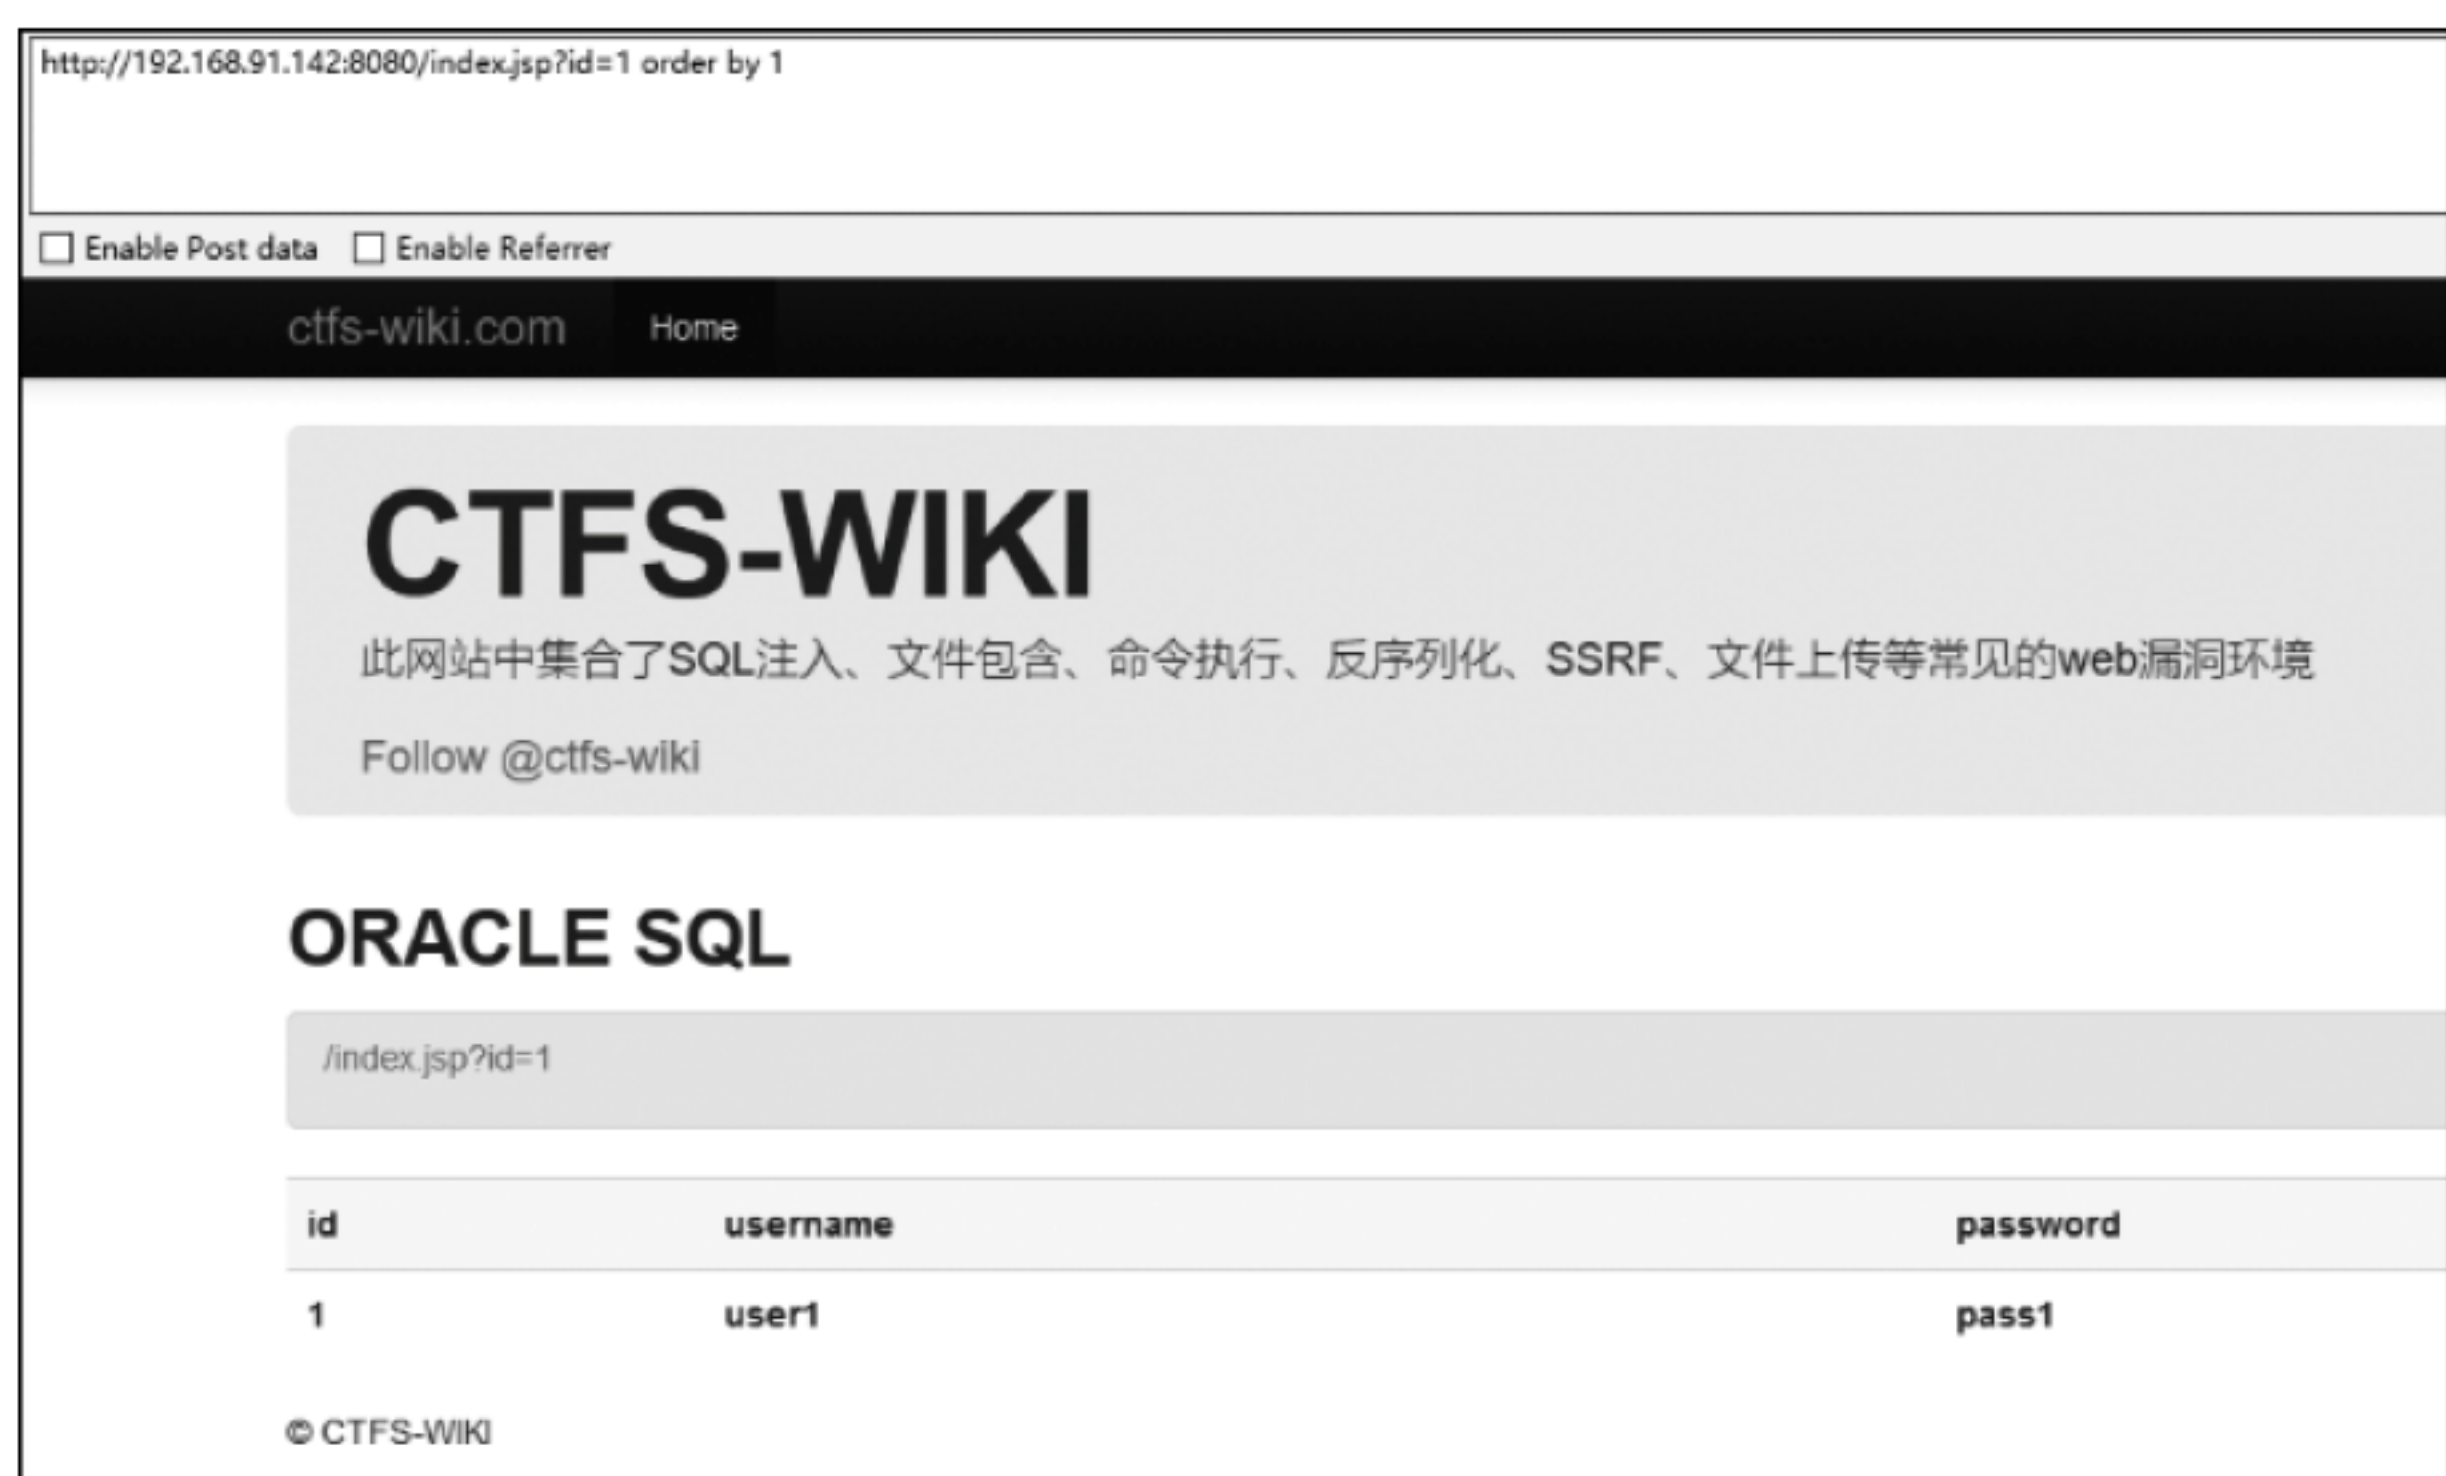 http://192.168.91.142:8080/index.jsp?id=1 order by 1
Enable Post data Enable Referrer
ctfs-wiki.com Home
CTFS-WIKI
此网站中集合了SQL注入、文件包含、命令执行、反序列化、SSRF、文件上传等常见的web漏洞环境
Follow @ctfs-wiki
ORACLE SQL
/index.jsp?id=1
id username password
1 user1 pass1
© CTFS-WIKI